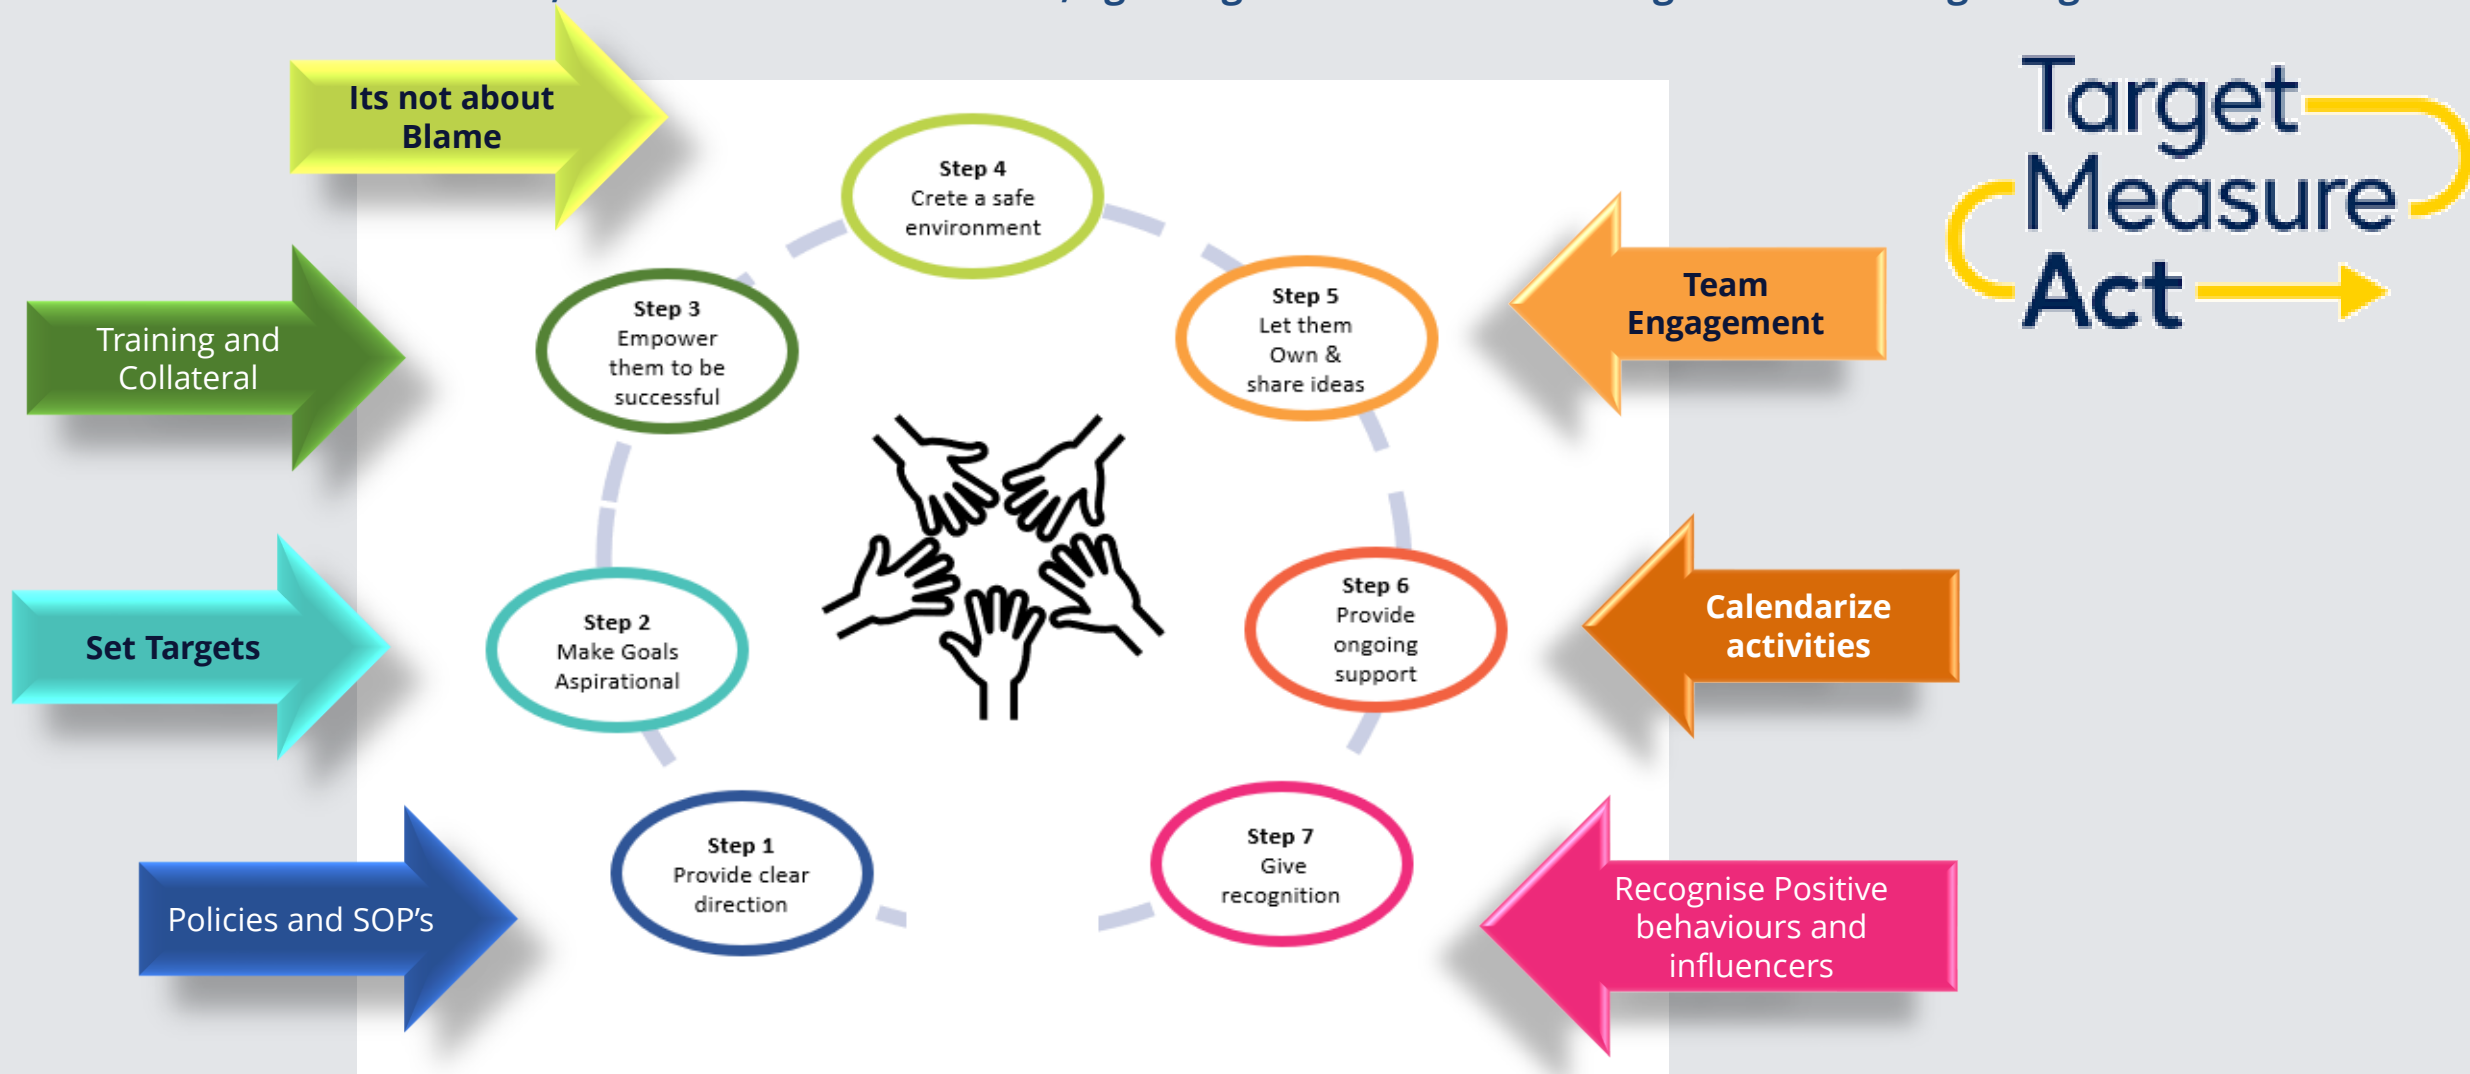 Its not about
Blame
Step 4
Crete a safe
environment
Target
Measure
Act
Training and
Collateral
Step 3
Empower
them to be
successful
Step 5
Let them
Own &
share ideas
Team
Engagement
Set Targets
Step 2
Make Goals
Aspirational
Step 6
Provide
ongoing
support
Calendarize
activities
Policies and SOP’s
Step 1
Provide clear
direction
Step 7
Give
recognition
Recognise Positive
behaviours and
influencers